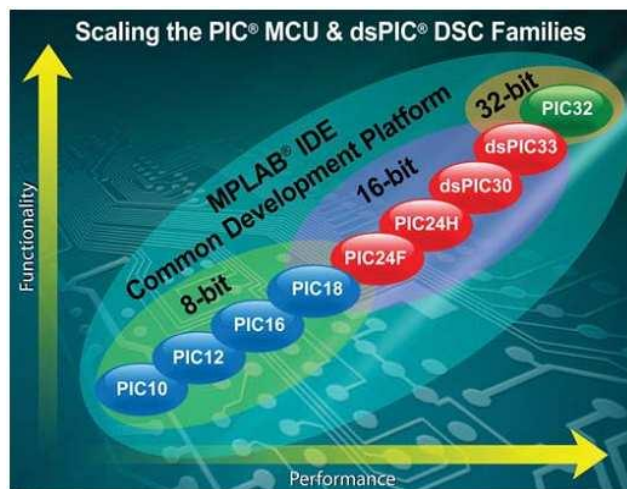 Scaling the PIC® MCU & dsPIC® DSC Families
Functionality
MPLAB® IDE
Common Development Platform
32-bit
PIC32
dsPIC33
16-bit
dsPIC30
PIC24H
PIC24F
8-bit
PIC18
PIC16
PIC12
PIC10
Performance